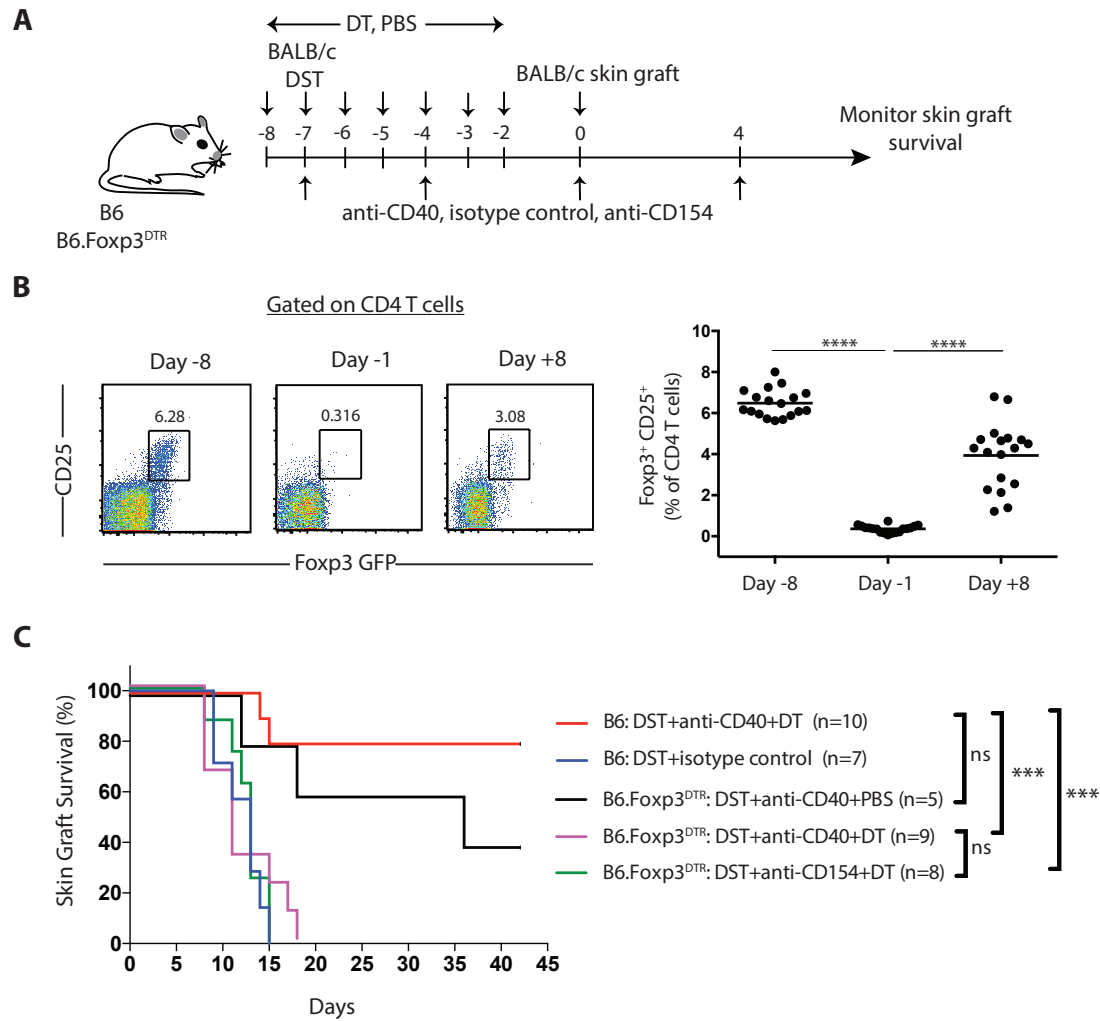 A
DT, PBS
BALB/c
DST
BALB/c skin graft
-8 -7 -6 -5 -4 -3 -2 0 4
Monitor skin graft
survival
anti-CD40, isotype control, anti-CD154
B6
B6.Foxp3DTR
B
Gated on CD4 T cells
Day -8 Day -1 Day +8
6.28 0.316 3.08
CD25
Foxp3 GFP
**** ****
Foxp3+ CD25+
(% of CD4 T cells)
10
8
6
4
2
0
Day -8 Day -1 Day +8
C
Skin Graft Survival (%)
100
80
60
40
20
0
0 5 10 15 20 25 30 35 40 45
Days
B6: DST+anti-CD40+DT (n=10)
B6: DST+isotype control (n=7)
B6.Foxp3DTR: DST+anti-CD40+PBS (n=5)
B6.Foxp3DTR: DST+anti-CD40+DT (n=9)
B6.Foxp3DTR: DST+anti-CD154+DT (n=8)
ns
ns
***
***